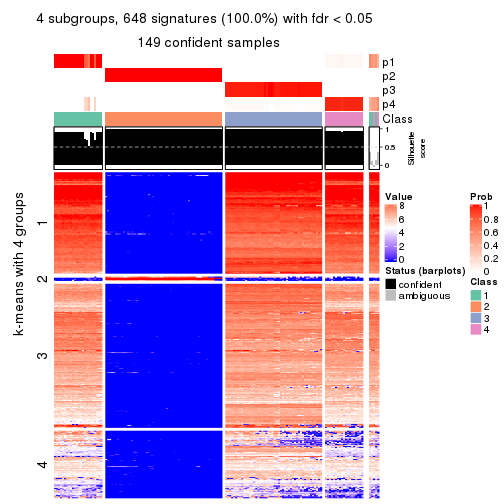 4 subgroups, 648 signatures (100.0%) with fdr < 0.05
149 confident samples
p1
p2
p3
p4
Class
1
0.5
0
Silhouette
score
k-means with 4 groups
1
2
3
4
Value
8
6
4
2
0
Status (barplots)
confident
ambiguous
Prob
1
0.8
0.6
0.4
0.2
0
Class
1
2
3
4